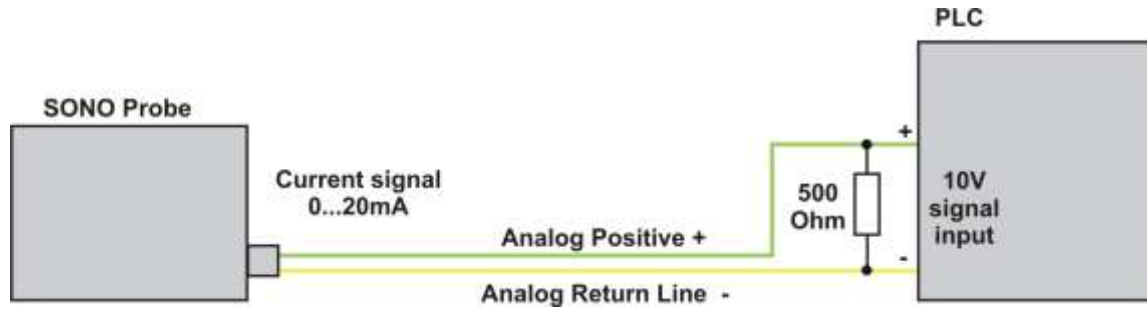 PLC
SONO Probe
Current signal
0...20mA
Analog Positive +
Analog Return Line -
500
Ohm
+
10V
signal
input
-